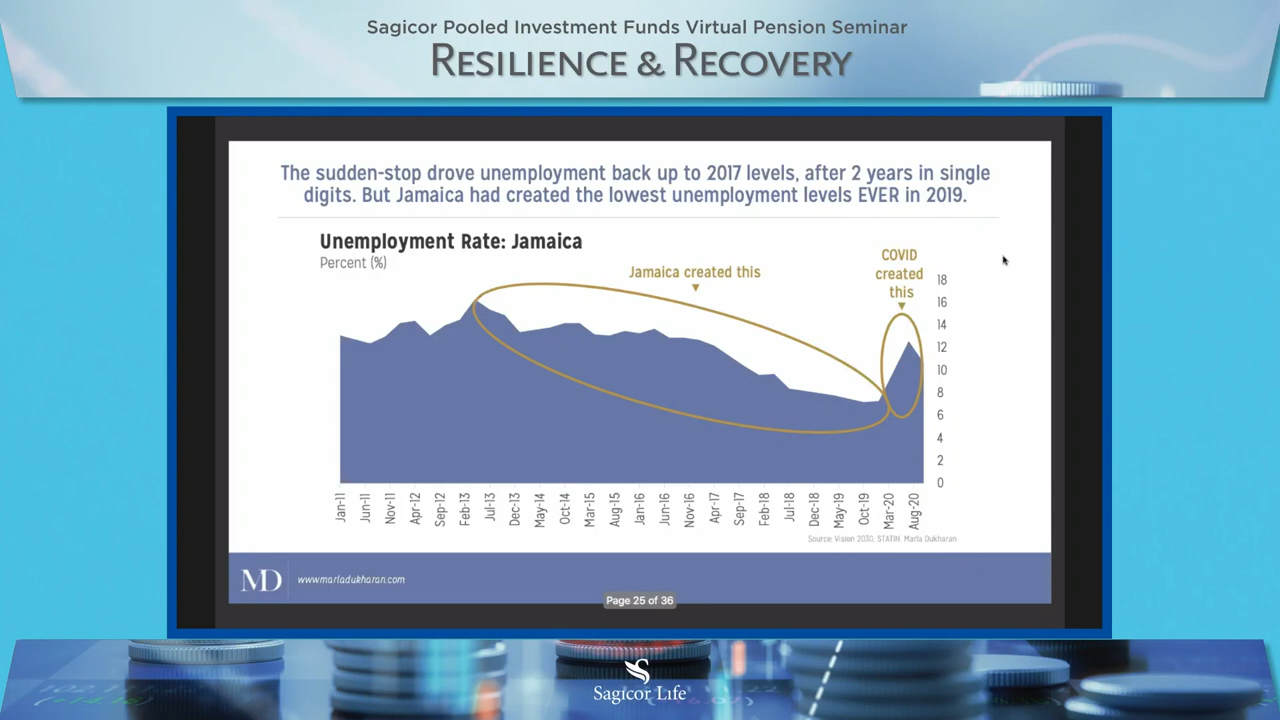 Sagicor Pooled Investment Funds Virtual Pension Seminar
RESILIENCE & RECOVERY
The sudden-stop drove unemployment back up to 2017 levels, after 2 years in single
digits. But Jamaica had created the lowest unemployment levels EVER in 2019.
Unemployment Rate: Jamaica
Percent (%)
Jamaica created this
COVID
created
this
18
16
14
12
10
8
6
4
2
0
Jan-11
Jun-11
Nov-11
Apr-12
Sep-12
Feb-13
Jul-13
Dec-13
May-14
Oct-14
Mar-15
Aug-15
Jan-16
Jun-16
Nov-16
Apr-17
Sep-17
Feb-18
Jul-18
Dec-18
May-19
Oct-19
Mar-20
Aug-20
Source: Vision 2030, STATIN, Marla Dukharan
MD
www.marladukharan.com
Page 25 of 36
Sagicor Life